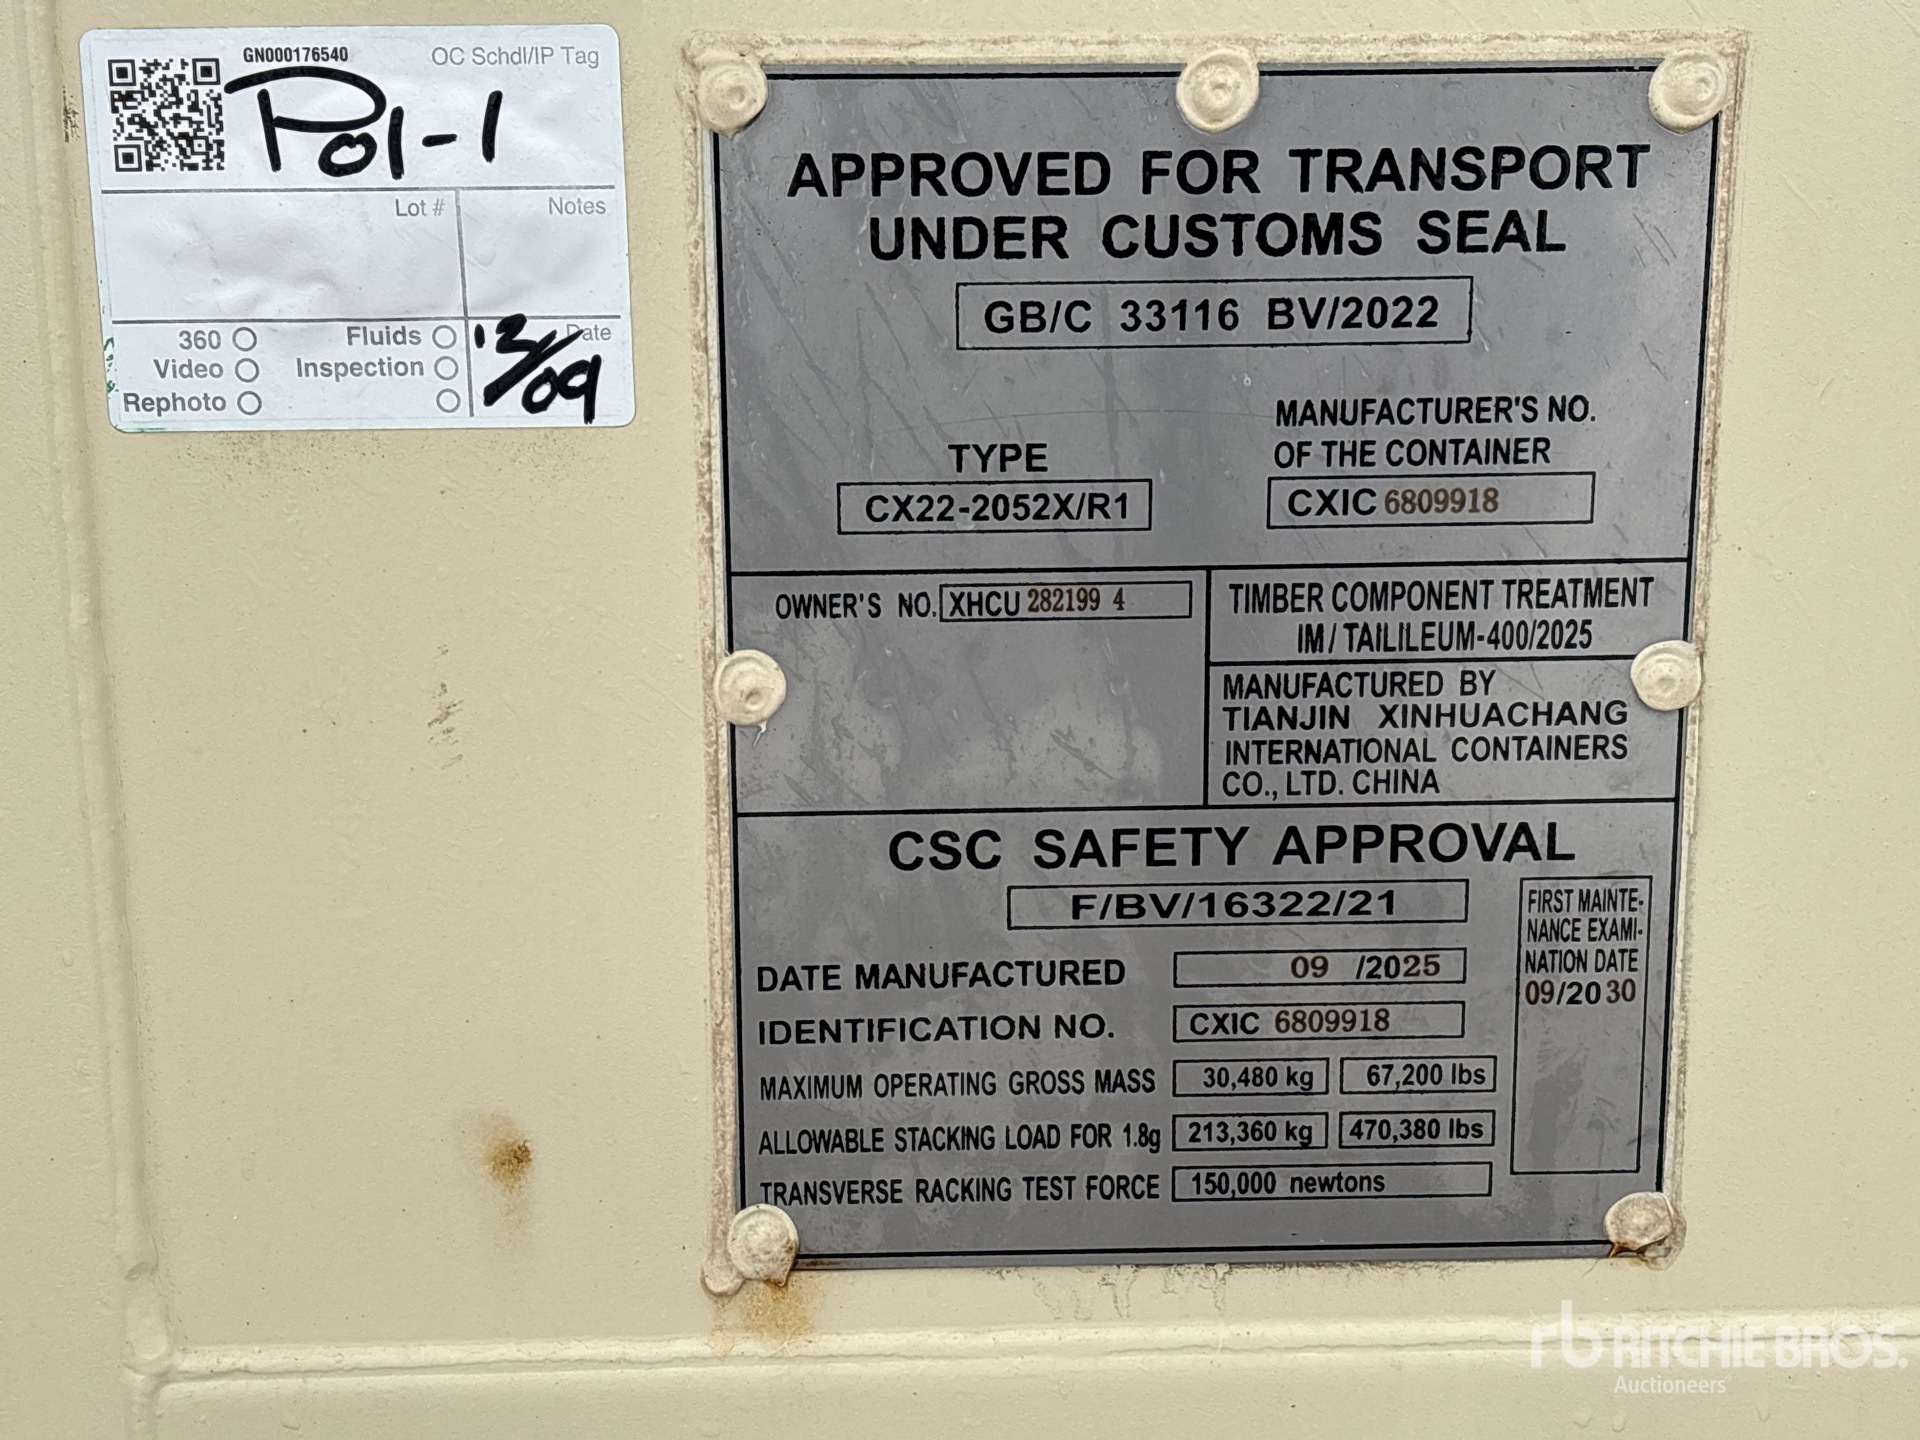 GN000176540
OC Schdl/IP Tag
P01-1
Lot #
Notes
360
Fluids
Date
Video
Inspection
12/09
Rephoto
APPROVED FOR TRANSPORT
UNDER CUSTOMS SEAL
GB/C 33116 BV/2022
MANUFACTURER'S NO.
OF THE CONTAINER
TYPE
CX22-2052X/R1
CXIC 6809918
OWNER'S NO. XHCU 282199 4
TIMBER COMPONENT TREATMENT
IM/TAILILEUM-400/2025
MANUFACTURED BY
TIANJIN XINHUACHANG
INTERNATIONAL CONTAINERS
CO., LTD. CHINA
CSC SAFETY APPROVAL
F/BV/16322/21
FIRST MAINTE-
NANCE EXAMI-
NATION DATE
09/2030
DATE MANUFACTURED 09 /2025
IDENTIFICATION NO. CXIC 6809918
MAXIMUM OPERATING GROSS MASS 30,480 kg 67,200 lbs
ALLOWABLE STACKING LOAD FOR 1.8g 213,360 kg 470,380 lbs
TRANSVERSE RACKING TEST FORCE 150,000 newtons
rb RITCHIE BROS.
Auctioneers